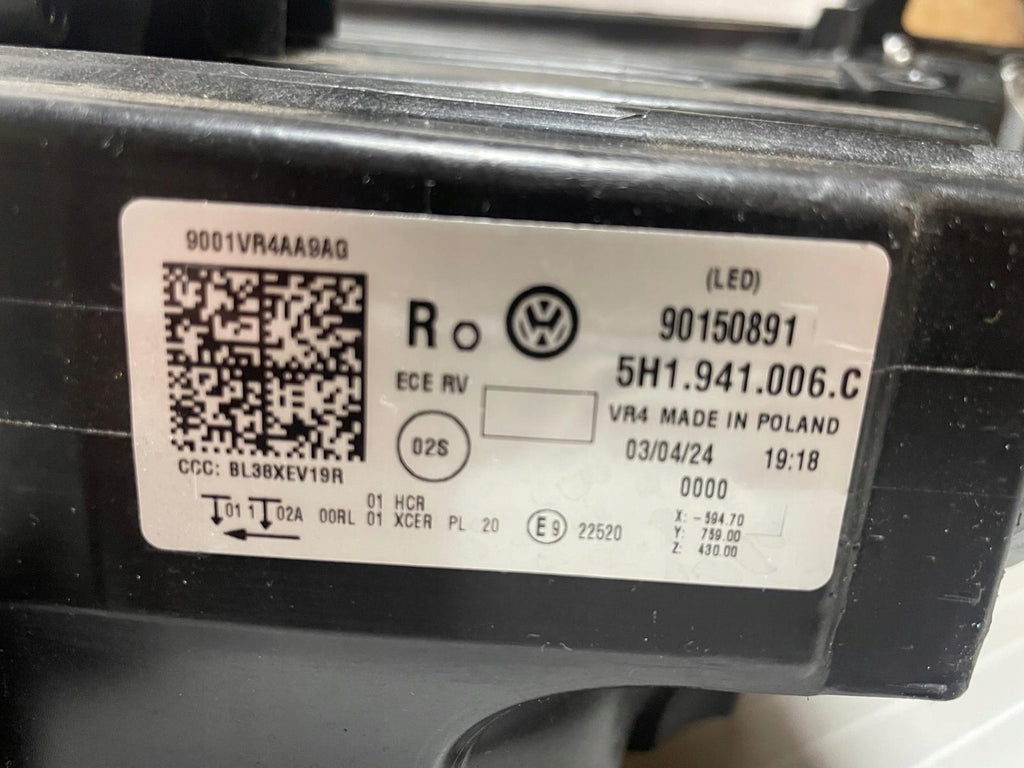 9001VR4AA9AG
R
ECE RV
02S
CCC: BL38XEV19R
01 1 02A 00RL
01 HCR
01 XCER PL 20
E9 22520
(LED)
90150891
5H1.941.006.C
VR4 MADE IN POLAND
03/04/24 19:18
0000
X: -594.70
Y: 759.00
Z: 430.00